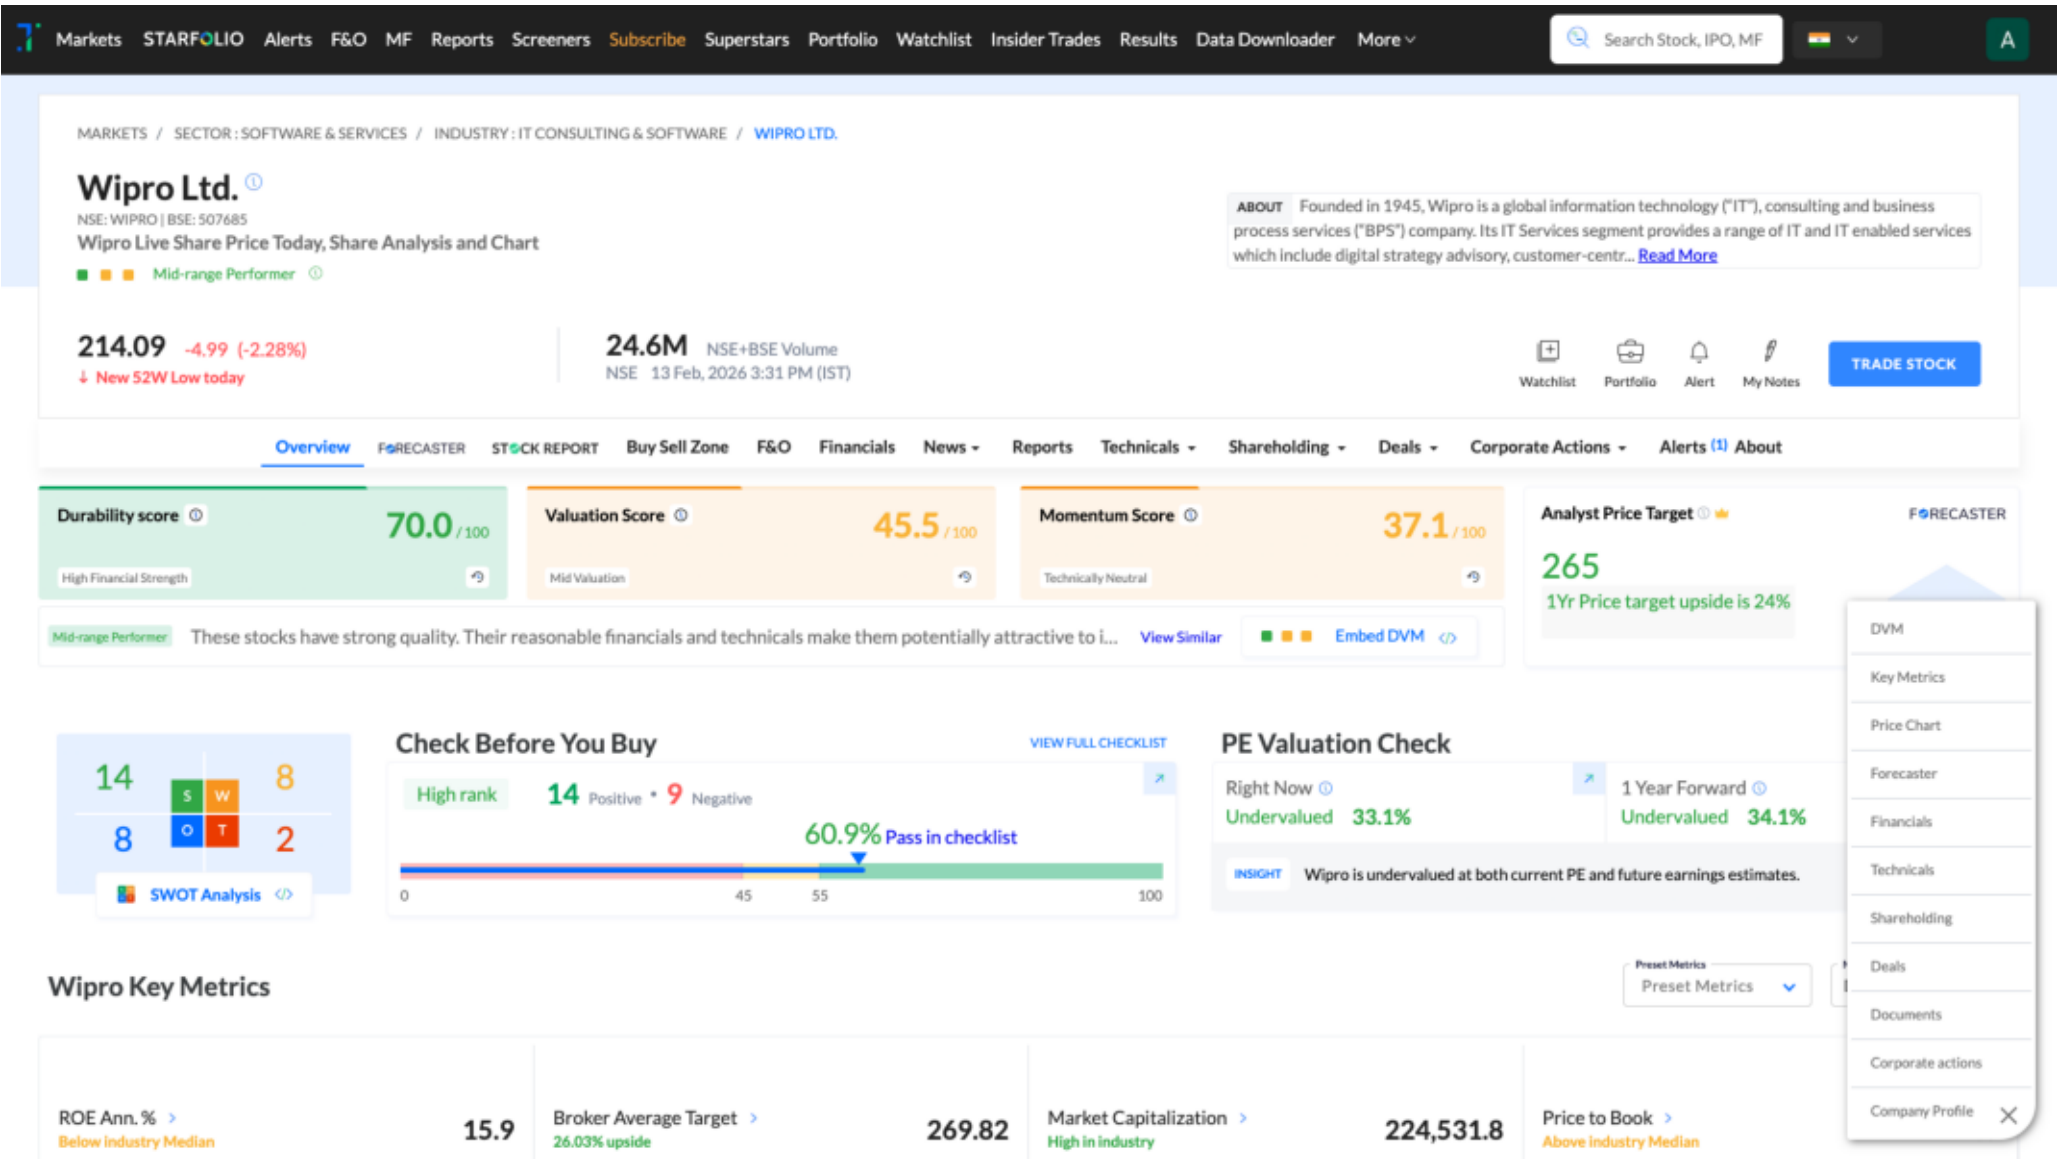 Markets STARFOLIO Alerts F&O MF Reports Screeners Subscribe Superstars Portfolio Watchlist Insider Trades Results Data Downloader More Search Stock, IPO, MF A
MARKETS / SECTOR : SOFTWARE & SERVICES / INDUSTRY : IT CONSULTING & SOFTWARE / WIPRO LTD.
Wipro Ltd.
NSE: WIPRO | BSE: 507685
Wipro Live Share Price Today, Share Analysis and Chart
Mid-range Performer
ABOUT Founded in 1945, Wipro is a global information technology ("IT"), consulting and business
process services ("BPS") company. Its IT Services segment provides a range of IT and IT enabled services
which include digital strategy advisory, customer-centr... Read More
214.09 -4.99 (-2.28%)
↓ New 52W Low today
24.6M NSE+BSE Volume
NSE 13 Feb, 2026 3:31 PM (IST)
Watchlist Portfolio Alert My Notes
TRADE STOCK
Overview FORECASTER STOCK REPORT Buy Sell Zone F&O Financials News Reports Technicals Shareholding Deals Corporate Actions Alerts (1) About
Durability score 70.0 / 100
High Financial Strength
Valuation Score 45.5 / 100
Mid Valuation
Momentum Score 37.1 / 100
Technically Neutral
Analyst Price Target FORECASTER
265
1Yr Price target upside is 24%
Mid-range Performer These stocks have strong quality. Their reasonable financials and technicals make them potentially attractive to i... View Similar Embed DVM </>
14 8
S W
O T
8 2
SWOT Analysis </>
Check Before You Buy VIEW FULL CHECKLIST
High rank 14 Positive • 9 Negative
60.9% Pass in checklist
0 45 55 100
PE Valuation Check
Right Now
Undervalued 33.1%
1 Year Forward
Undervalued 34.1%
INSIGHT Wipro is undervalued at both current PE and future earnings estimates.
Wipro Key Metrics
Preset Metrics
Preset Metrics
ROE Ann. % 15.9
Below industry Median
Broker Average Target 269.82
26.03% upside
Market Capitalization 224,531.8
High in industry
Price to Book
Above industry Median
DVM
Key Metrics
Price Chart
Forecaster
Financials
Technicals
Shareholding
Deals
Documents
Corporate actions
Company Profile